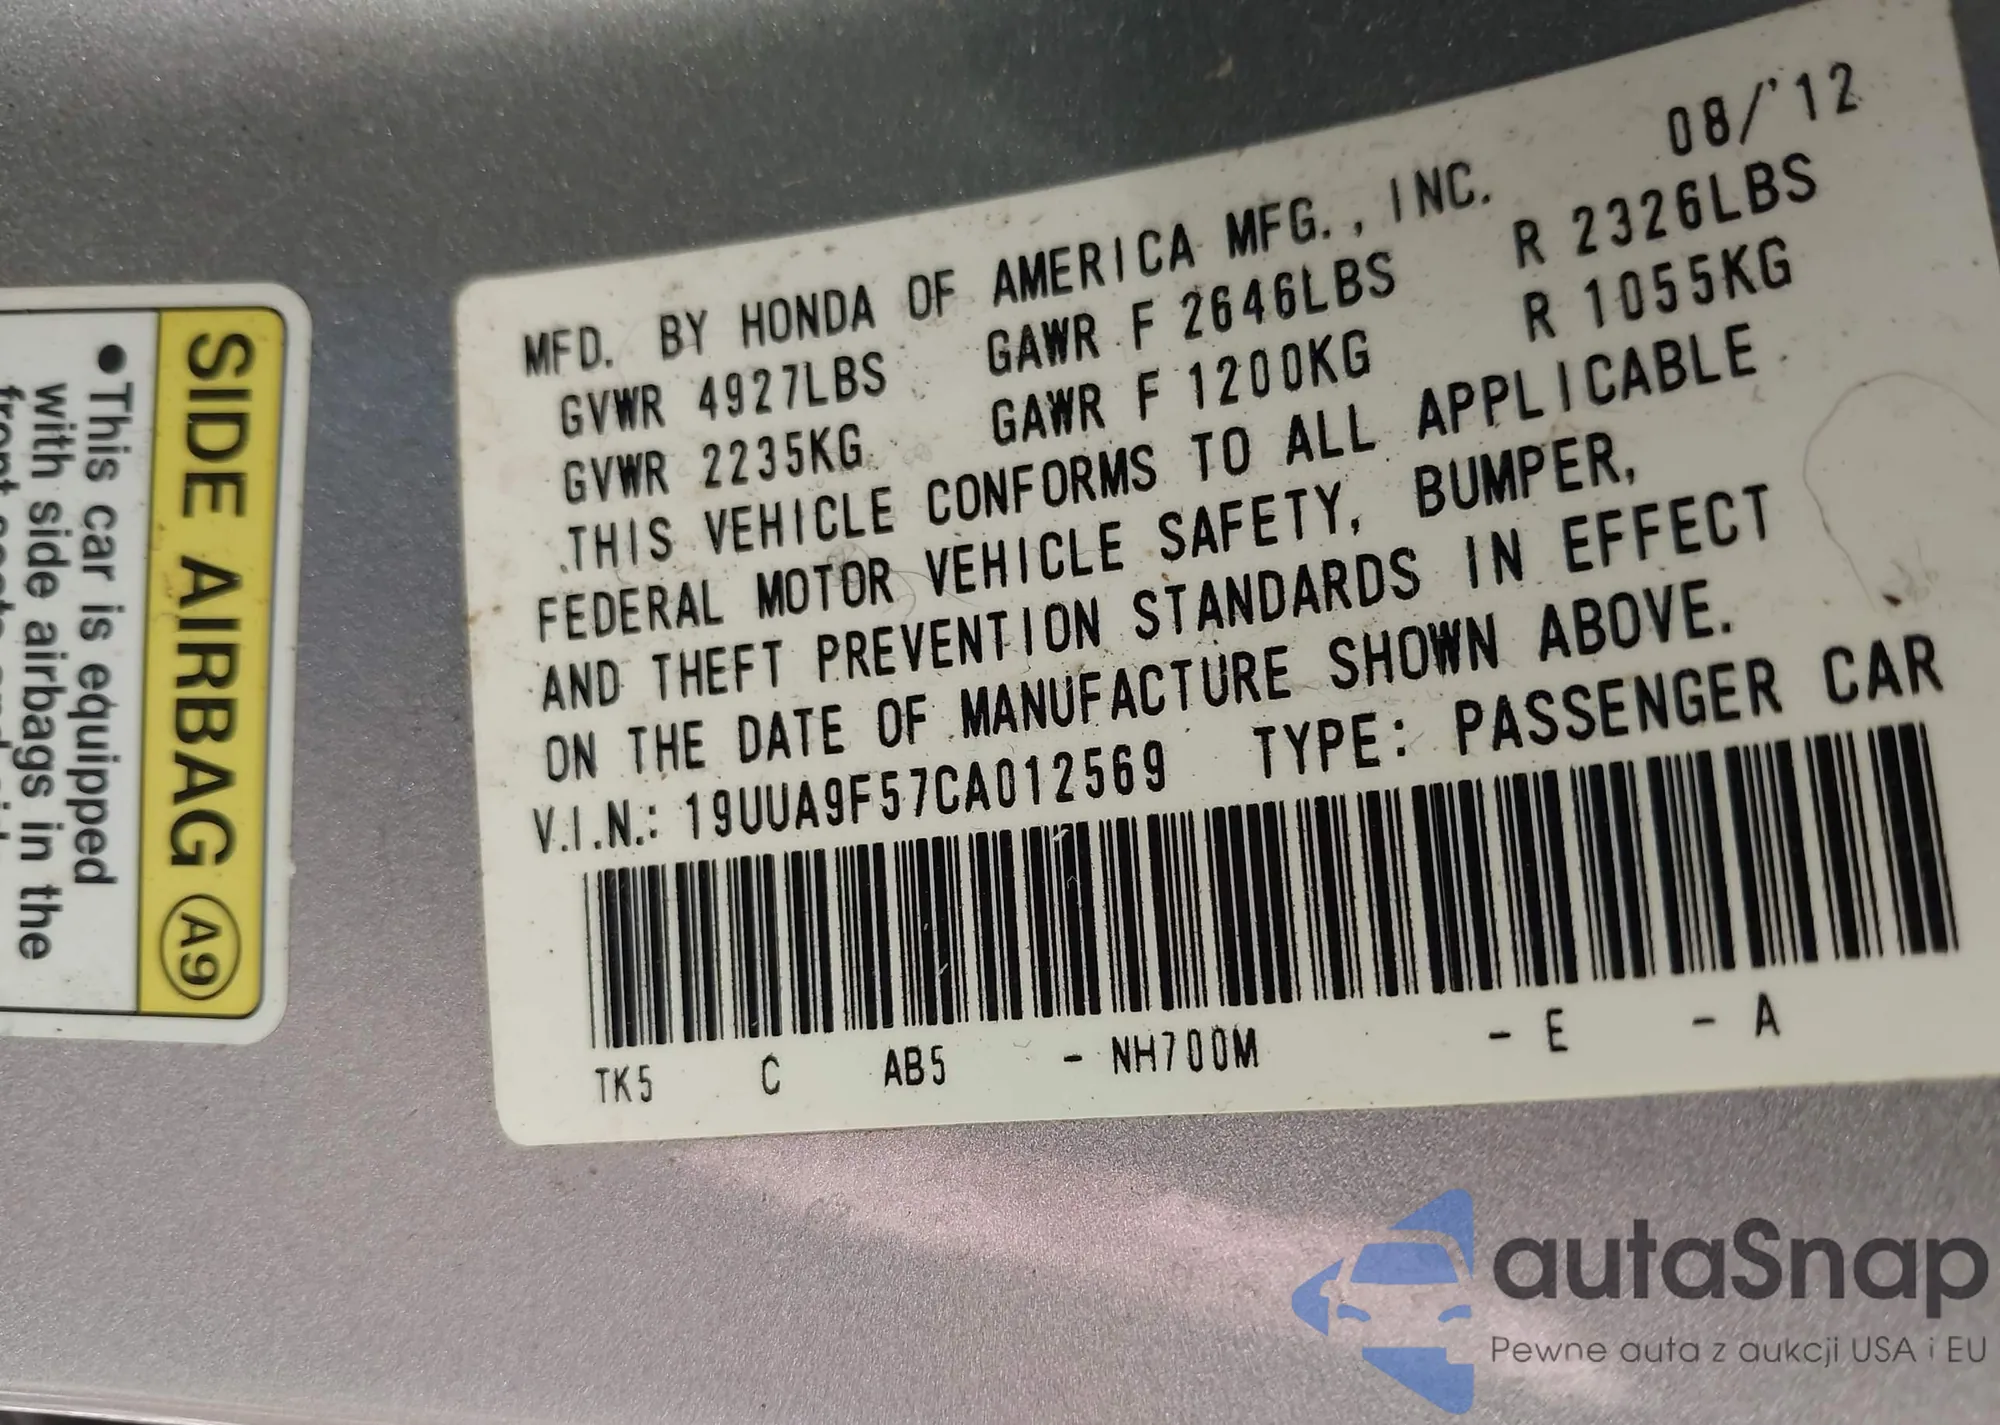 08/'12
MFD. BY HONDA OF AMERICA MFG., INC.
GVWR 4927LBS GAWR F 2646LBS R 2326LBS
GVWR 2235KG GAWR F 1200KG R 1055KG
THIS VEHICLE CONFORMS TO ALL APPLICABLE
FEDERAL MOTOR VEHICLE SAFETY, BUMPER,
AND THEFT PREVENTION STANDARDS IN EFFECT
ON THE DATE OF MANUFACTURE SHOWN ABOVE.
V.I.N.: 19UUA9F57CA012569 TYPE: PASSENGER CAR
TK5 C AB5 - NH700M - E - A
SIDE AIRBAG A9
●This car is equipped
with side airbags in the
autaSnap
Pewne auta z aukcji USA i EU